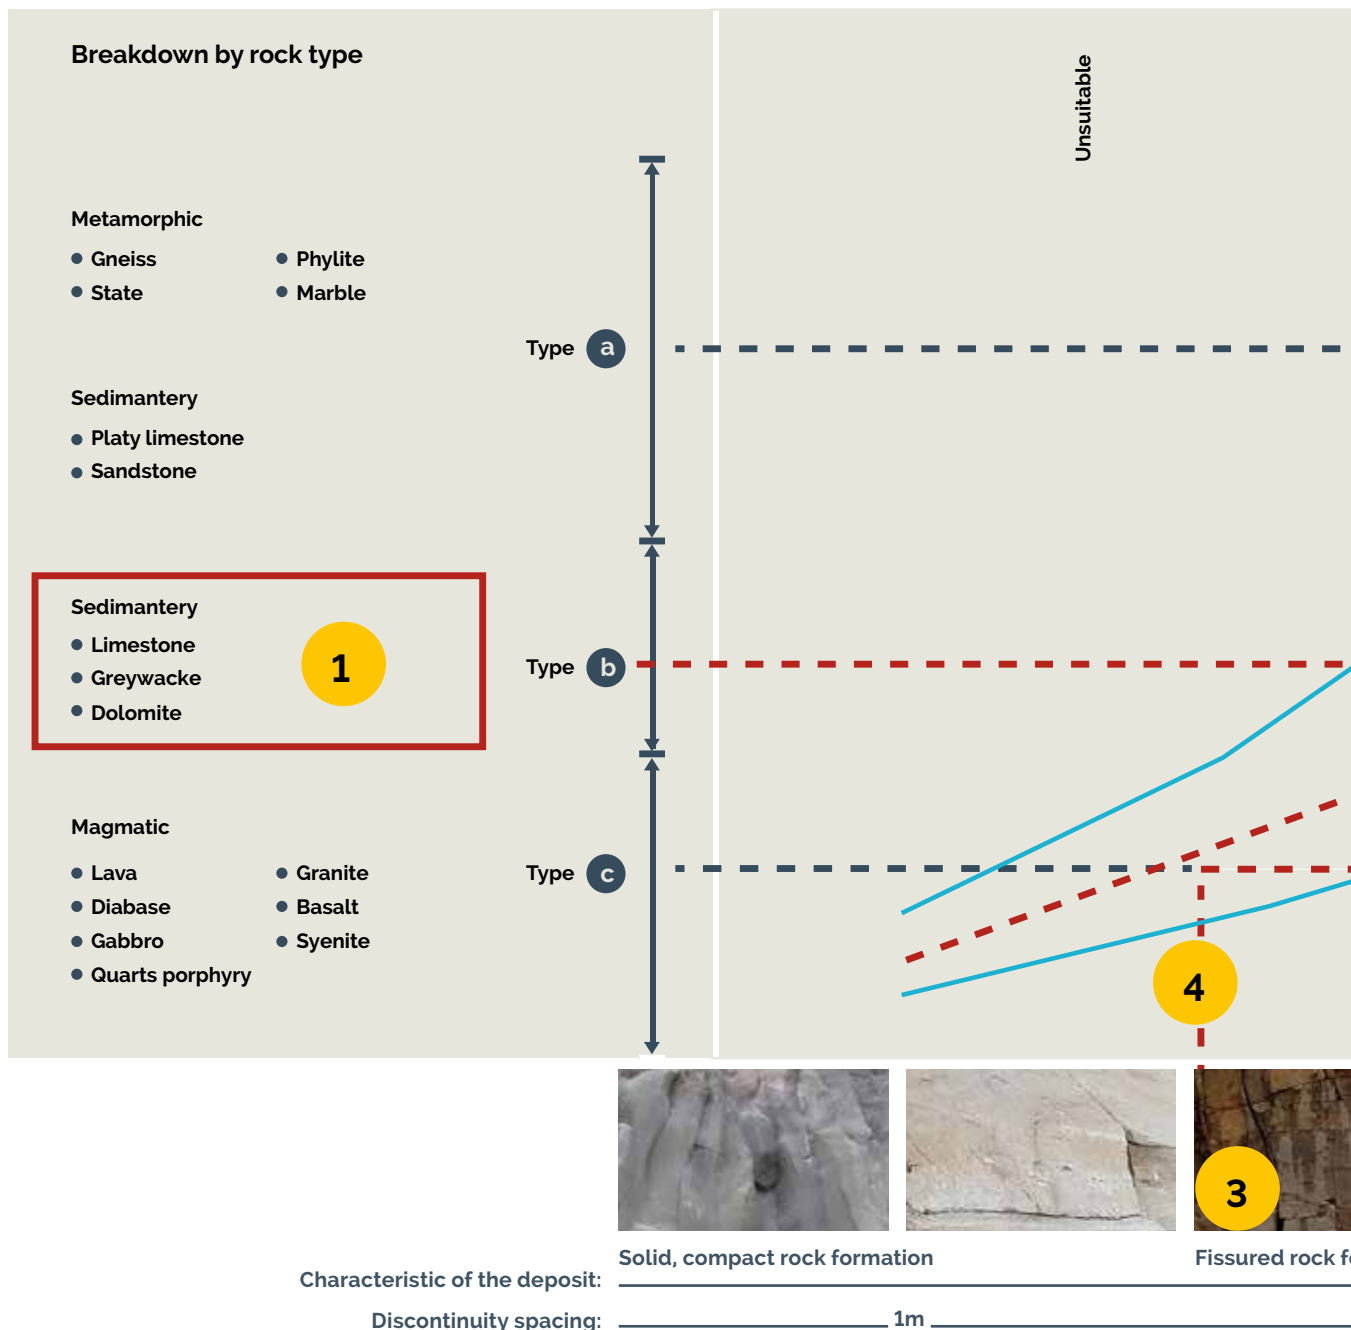 Breakdown by rock type
Unsuitable
Metamorphic
Gneiss
Phylite
State
Marble
Type a
Sedimantery
Platy limestone
Sandstone
Sedimantery
Limestone
Greywacke
Dolomite
1
Type b
Magmatic
Lava
Granite
Diabase
Basalt
Gabbro
Syenite
Quarts porphyry
Type c
4
3
Solid, compact rock formation
Fissured rock f
Characteristic of the deposit:
Discontinuity spacing:
1m